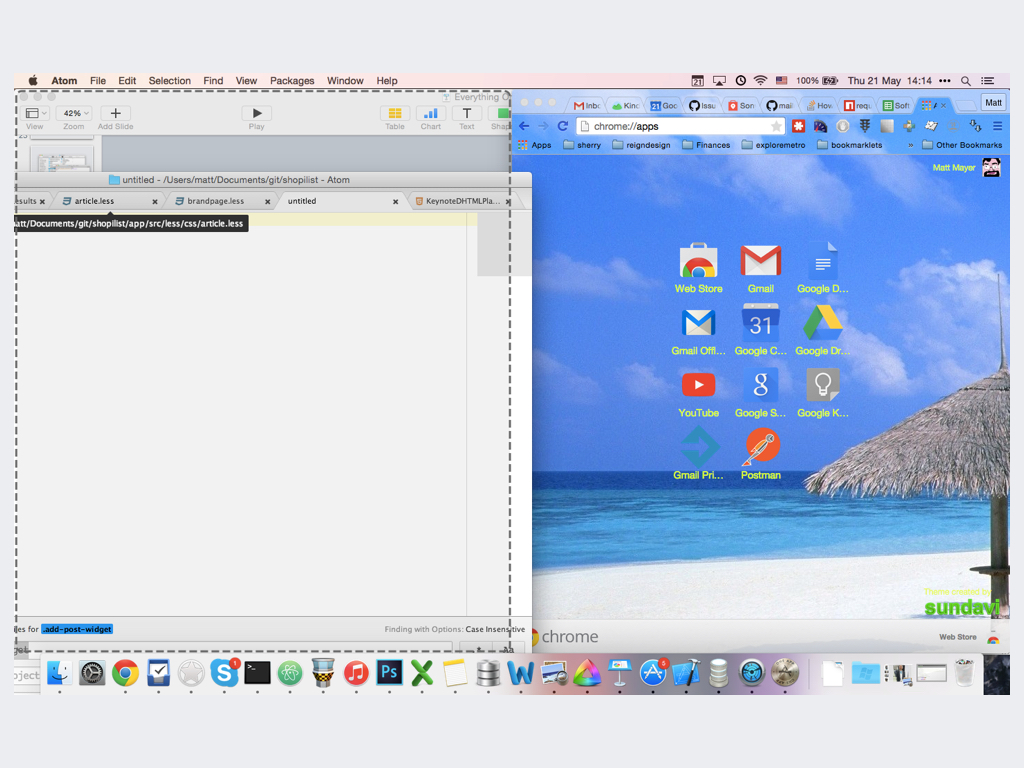 Atom File Edit Selection Find View Packages Window Help
21 100% Thu 21 May 14:14
Everything
42%
View Zoom Add Slide Play Table Chart Text
untitled - /Users/matt/Documents/git/shopilist - Atom
article.less brandpage.less untitled KeynoteDHTMLPla...
att/Documents/git/shopilist/app/src/less/css/article.less
les for .add-post-widget
Finding with Options: Case Insensitive
Aa
Inbo Kind 21 Goo Issu Son mail How requ Soft Matt
chrome://apps
Apps sherry reigndesign Finances exploremetro bookmarklets » Other Bookmarks
Matt Mayer
Web Store Gmail Google D...
31
Gmail Offl... Google C... Google Dr...
YouTube Google S... Google K...
Gmail Pri... Postman
Theme created by
sundavi
chrome
Web Store
1
Ps
W
5